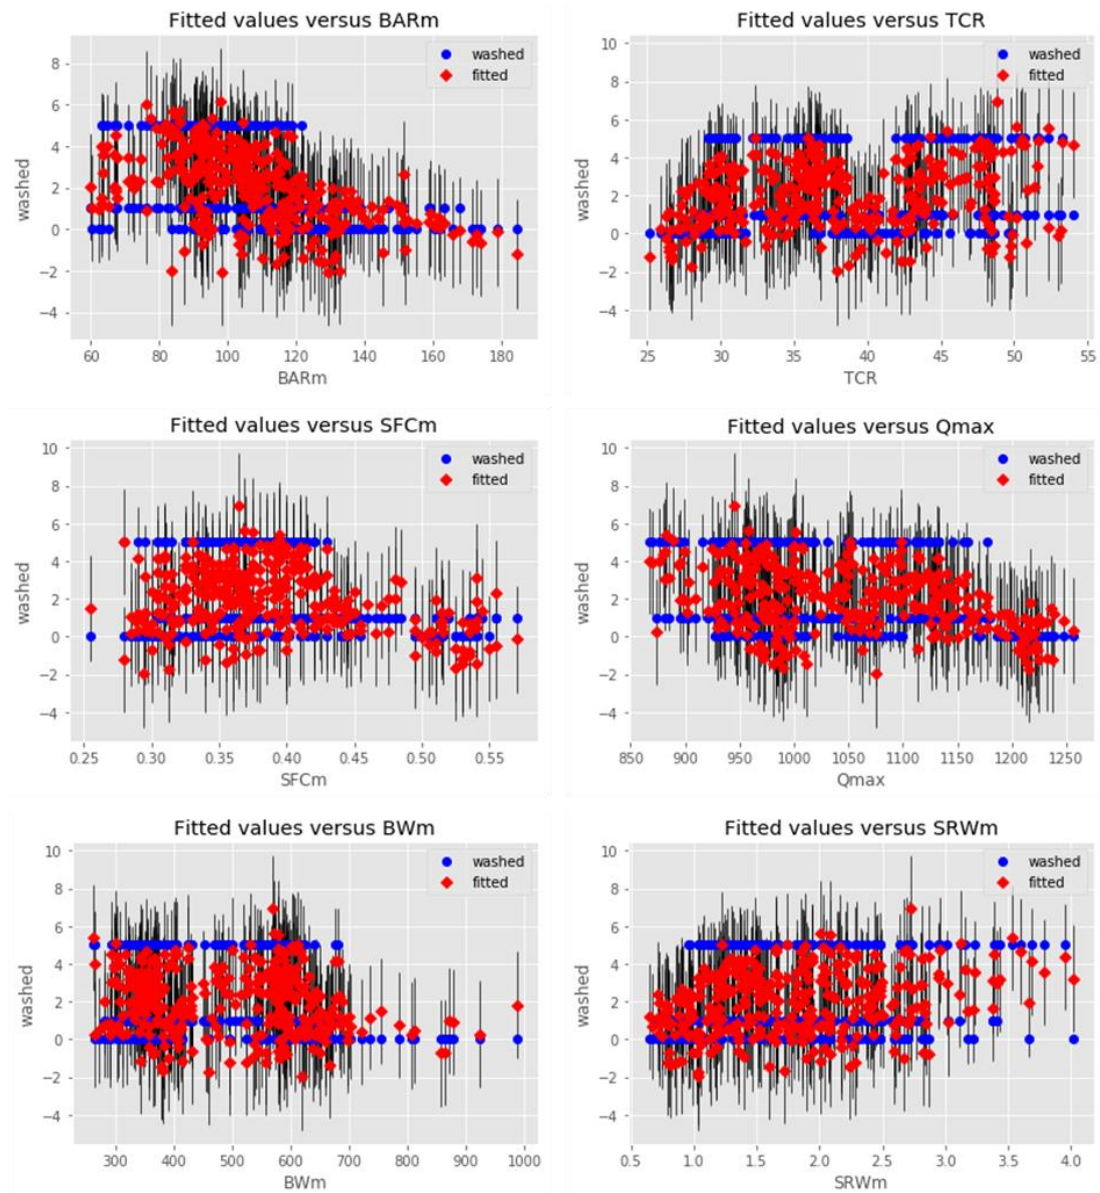 Fitted values versus BARm
washed
fitted
washed
8
6
4
2
0
−2
−4
60 80 100 120 140 160 180
BARm
Fitted values versus TCR
washed
fitted
washed
10
8
6
4
2
0
−2
−4
25 30 35 40 45 50 55
TCR
Fitted values versus SFCm
washed
fitted
washed
10
8
6
4
2
0
−2
−4
0.25 0.30 0.35 0.40 0.45 0.50 0.55
SFCm
Fitted values versus Qmax
washed
fitted
washed
10
8
6
4
2
0
−2
−4
850 900 950 1000 1050 1100 1150 1200 1250
Qmax
Fitted values versus BWm
washed
fitted
washed
10
8
6
4
2
0
−2
−4
300 400 500 600 700 800 900 1000
BWm
Fitted values versus SRWm
washed
fitted
washed
10
8
6
4
2
0
−2
−4
0.5 1.0 1.5 2.0 2.5 3.0 3.5 4.0
SRWm